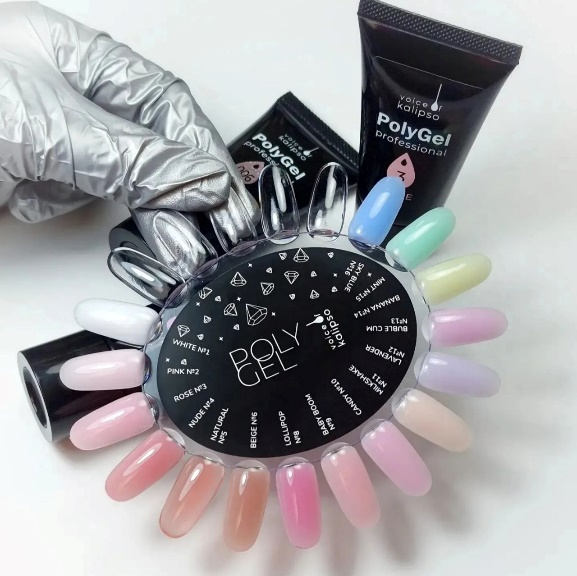 voice
kalipso
PolyGel
professional
3
voice
kalipso
PolyGel
POLY
GEL
voice
kalipso
WHITE №1
PINK №2
ROSE №3
NUDE №4
NATURAL
№5
BEIGE №6
LOLLIPOP
№8
BABY BOOM
№9
CANDY №10
MILKSHAKE
№11
LAVENDER
№12
BUBLE GUM
№13
BANANA №14
MINT №15
SKY BLUE
№16